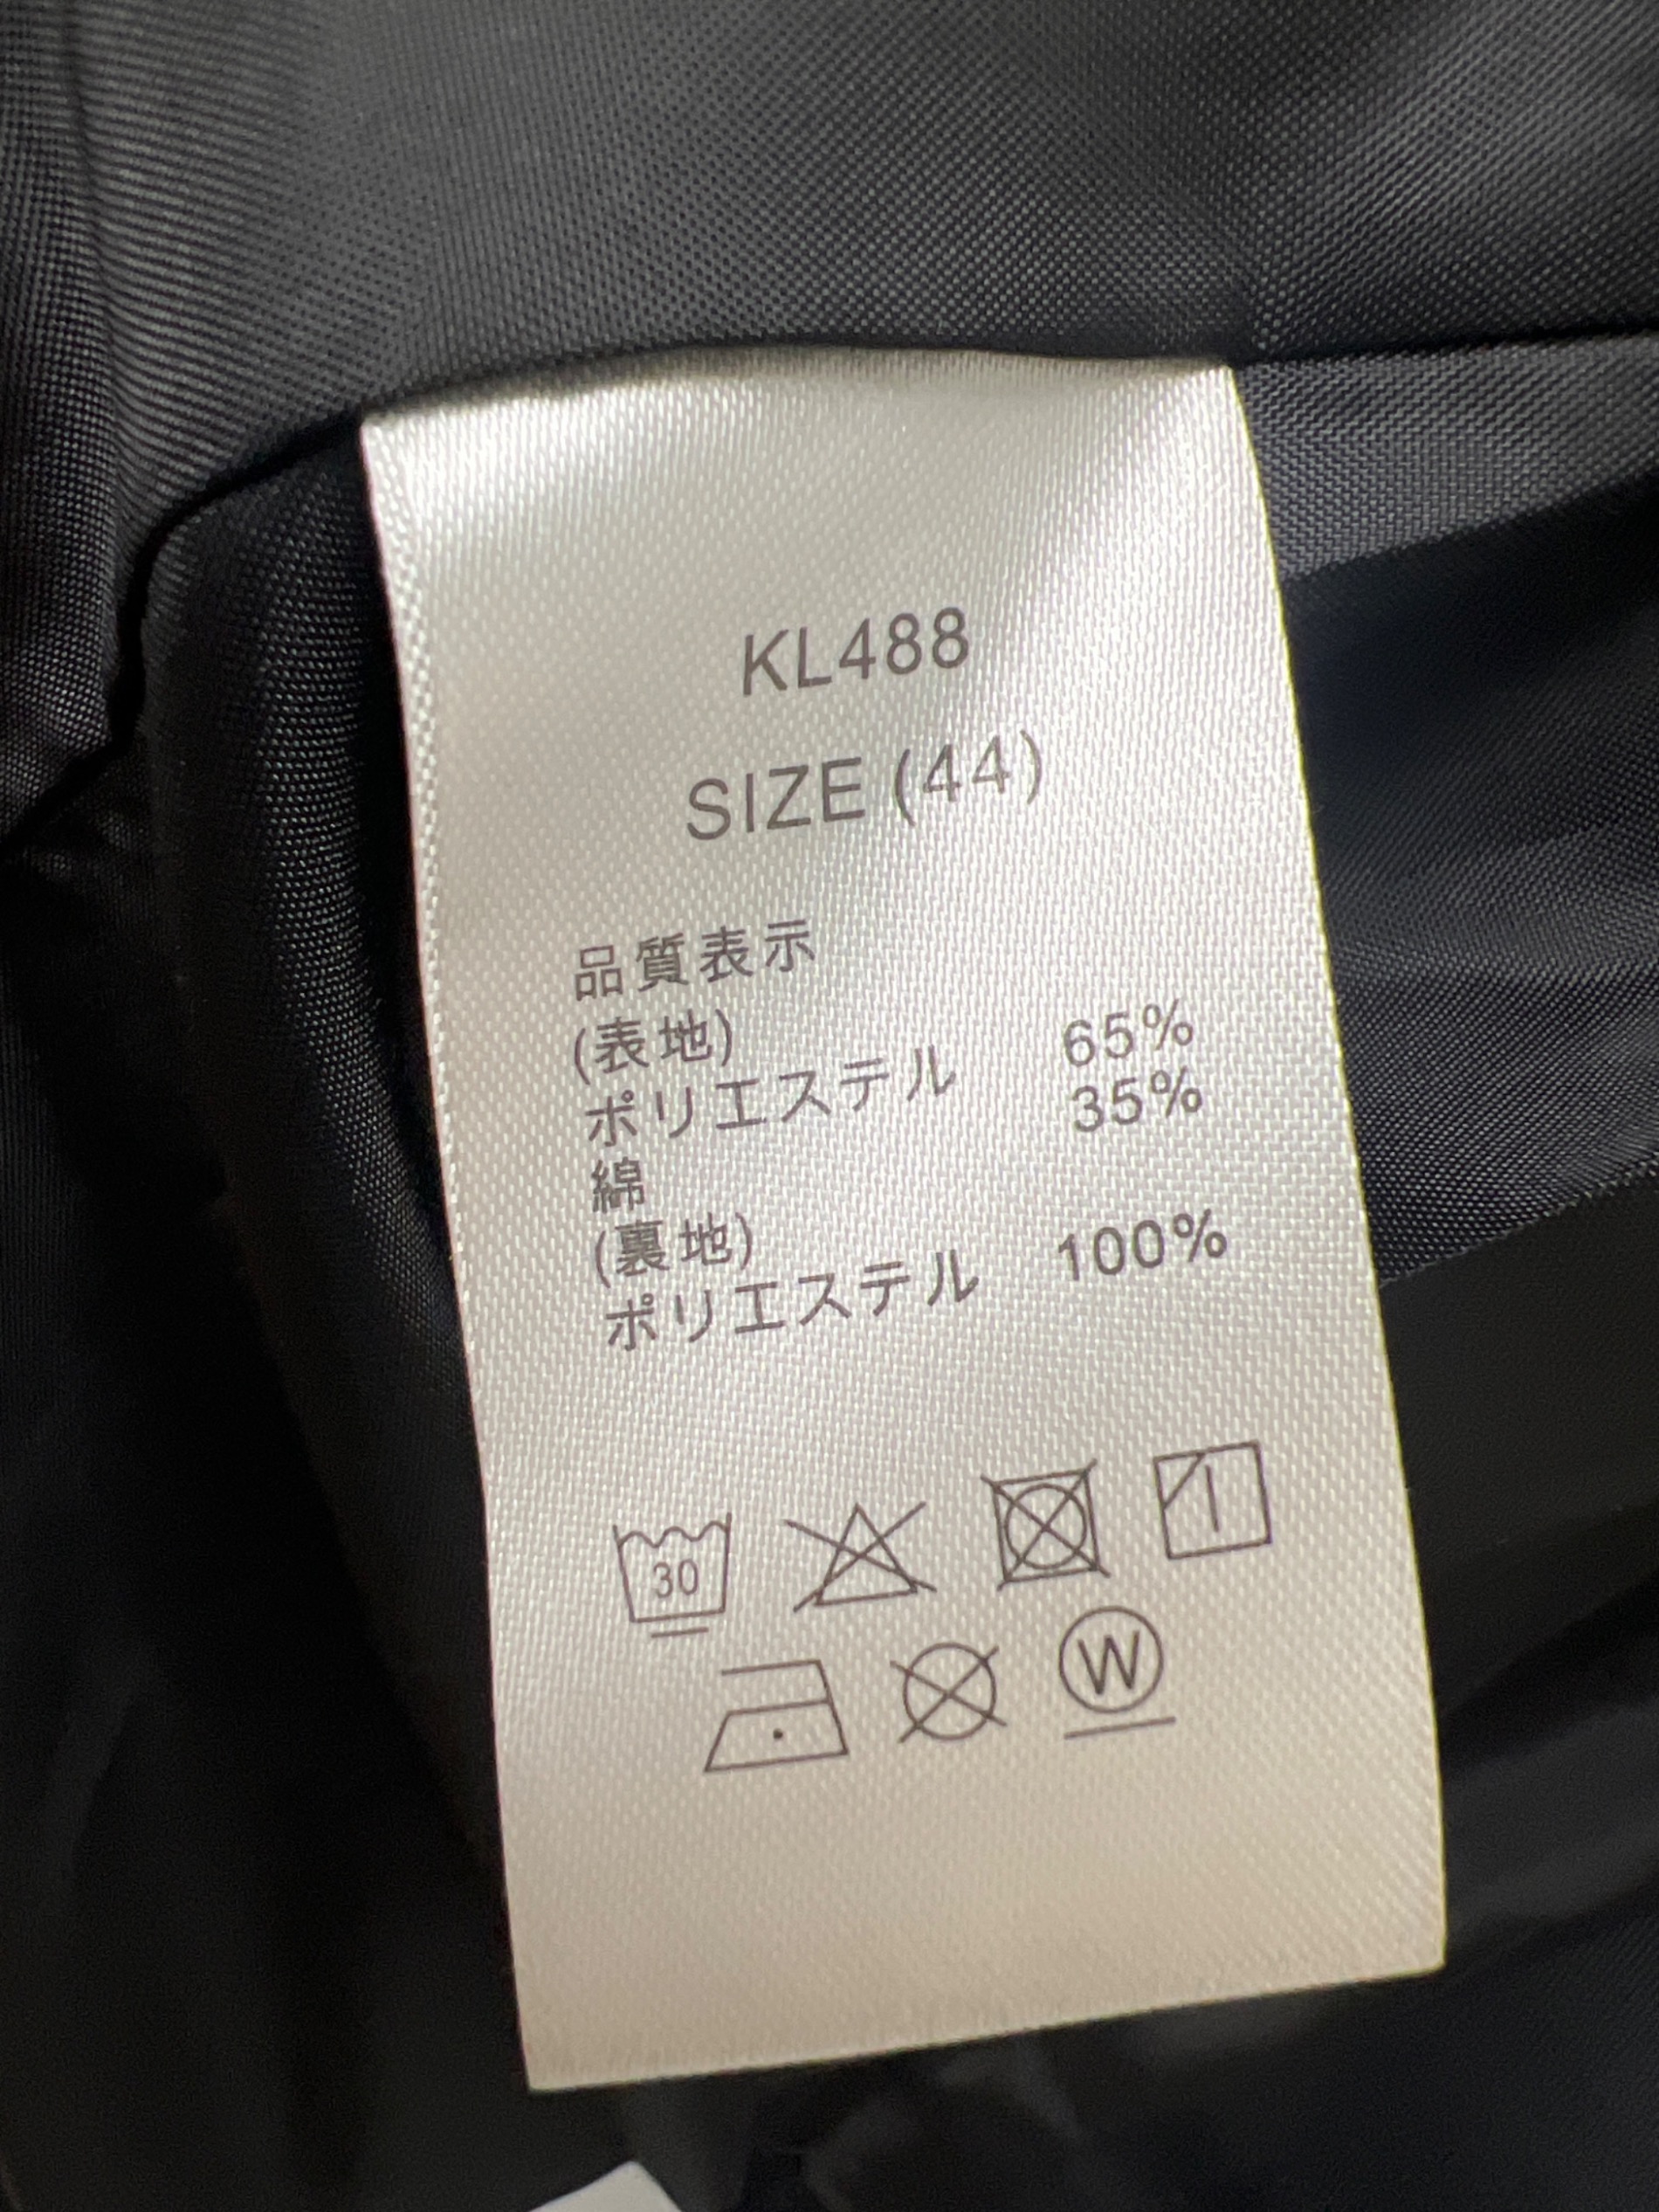 KL488
SIZE (44)
品質表示
(表地)
ポリエステル 65%
綿 35%
(裏地)
ポリエステル 100%
30
W